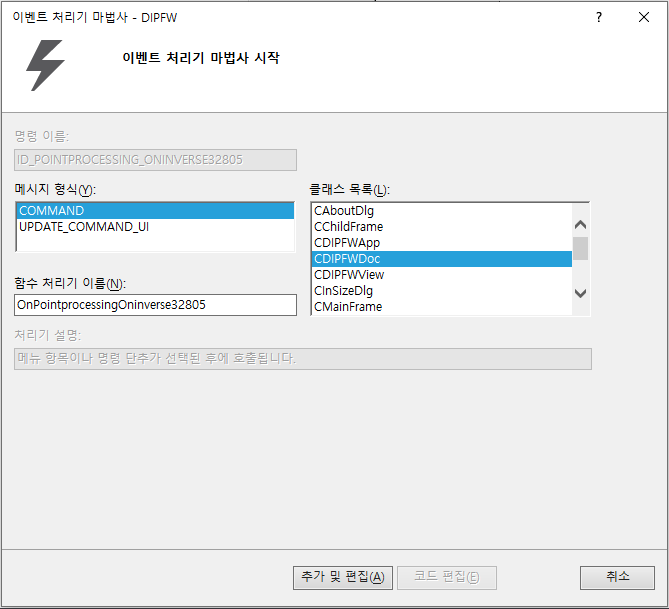 이벤트 처리기 마법사 - DIPFW
?
이벤트 처리기 마법사 시작
명령 이름:
ID_POINTPROCESSING_ONINVERSE32805
메시지 형식(Y):
COMMAND
UPDATE_COMMAND_UI
클래스 목록(L):
CAboutDlg
CChildFrame
CDIPFWApp
CDIPFWDoc
CDIPFWView
CInSizeDlg
CMainFrame
함수 처리기 이름(N):
OnPointprocessingOninverse32805
처리기 설명:
메뉴 항목이나 명령 단추가 선택된 후에 호출됩니다.
추가 및 편집(A)
코드 편집(E)
취소